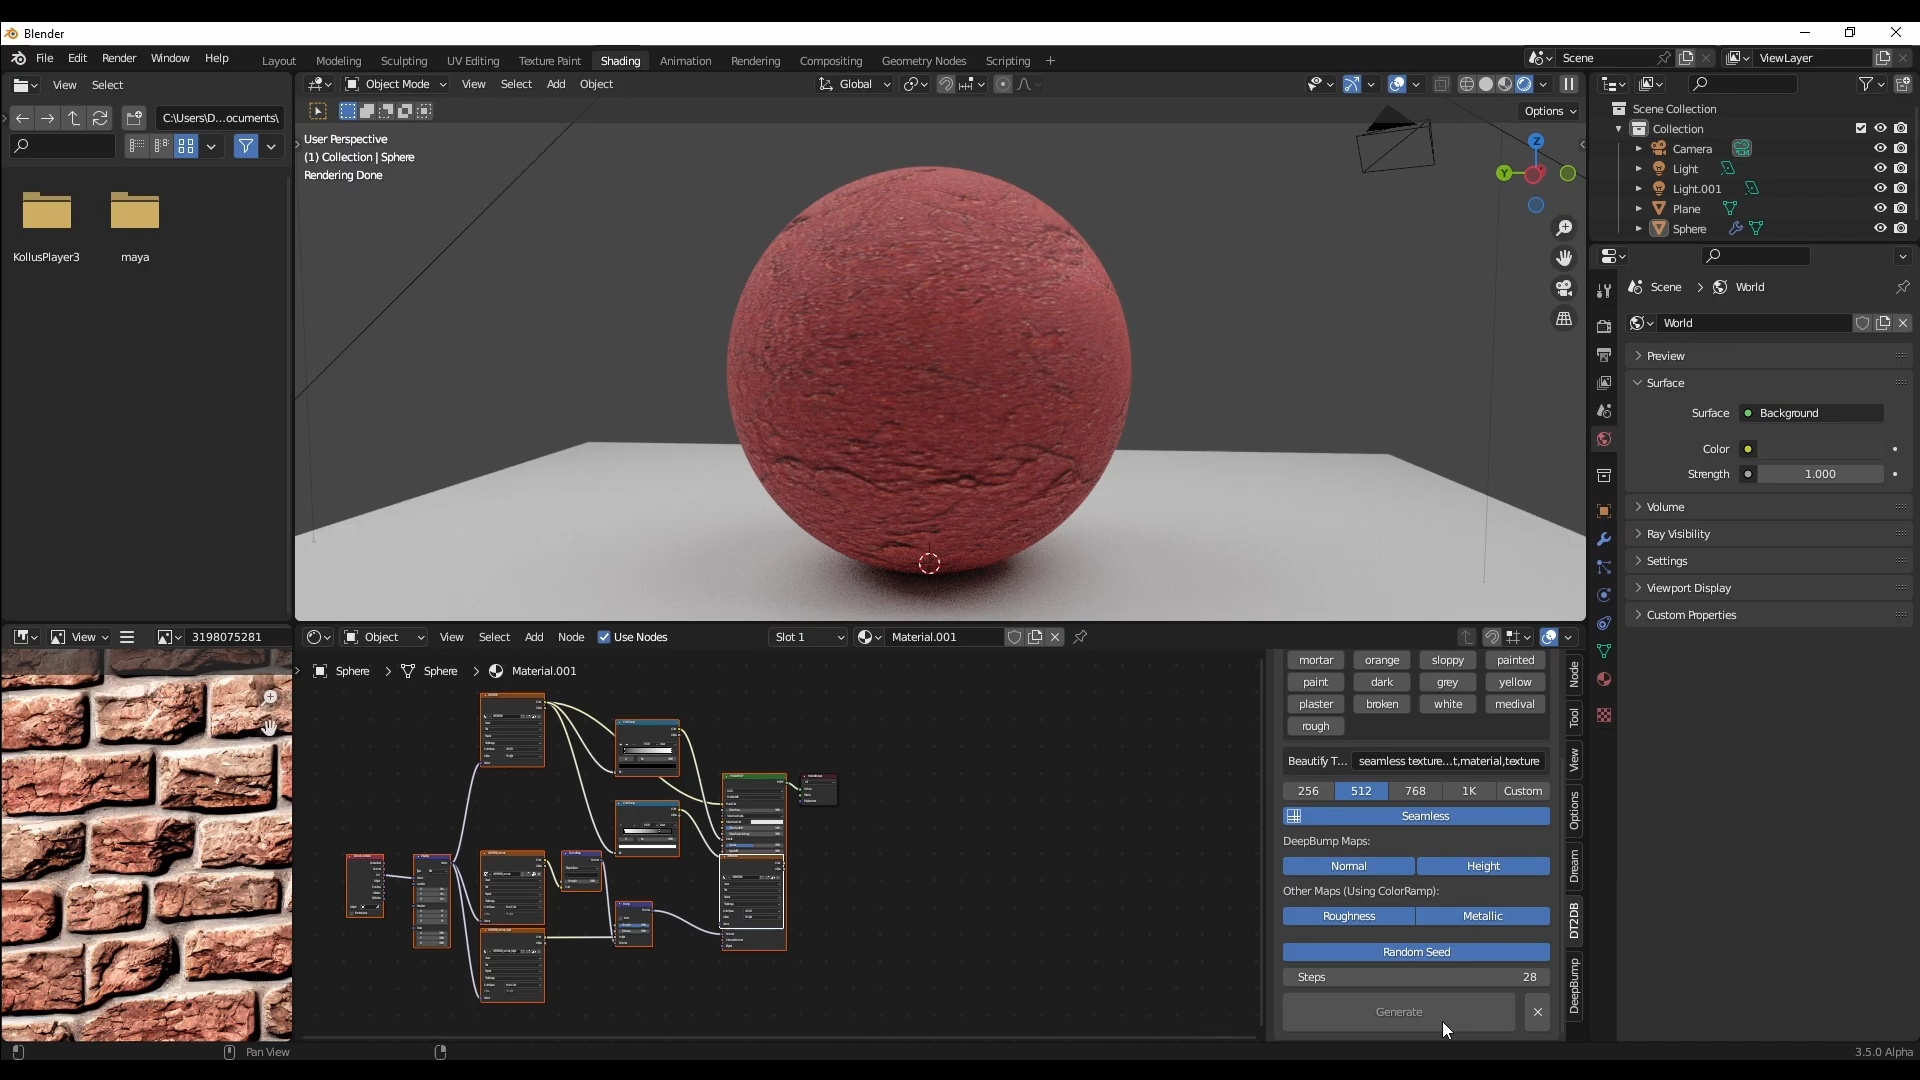 Blender
File Edit Render Window Help
Layout Modeling Sculpting UV Editing Texture Paint Shading Animation Rendering Compositing Geometry Nodes Scripting +
Scene
ViewLayer
View Select
C:\Users\D...ocuments\
KollusPlayer3
maya
Object Mode View Select Add Object
Global
Options
User Perspective
(1) Collection | Sphere
Rendering Done
Z
Y
Scene Collection
Collection
Camera
Light
Light.001
Plane
Sphere
Scene > World
World
Preview
Surface
Surface Background
Color
Strength 1.000
Volume
Ray Visibility
Settings
Viewport Display
Custom Properties
View 3198075281
Object View Select Add Node Use Nodes Slot 1 Material.001
Sphere > Sphere > Material.001
mortar orange sloppy painted
paint dark grey yellow
plaster broken white medival
rough
Beautify T... seamless texture...t,material,texture
256 512 768 1K Custom
Seamless
DeepBump Maps:
Normal Height
Other Maps (Using ColorRamp):
Roughness Metallic
Random Seed
Steps 28
Generate
Node
Tool
View
Options
Dream
DT2DB
DeepBump
Pan View
3.5.0 Alpha